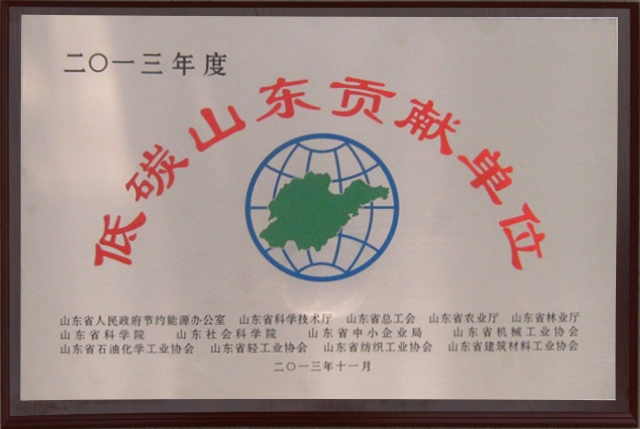 二〇一三年度
低碳山东贡献单位
山东省人民政府节约能源办公室 山东省科学技术厅 山东省总工会 山东省农业厅 山东省林业厅
山东省科学院 山东社会科学院 山东省中小企业局 山东省机械工业协会
山东省石油化学工业协会 山东省轻工业协会 山东省纺织工业协会 山东省建筑材料工业协会
二〇一三年十一月